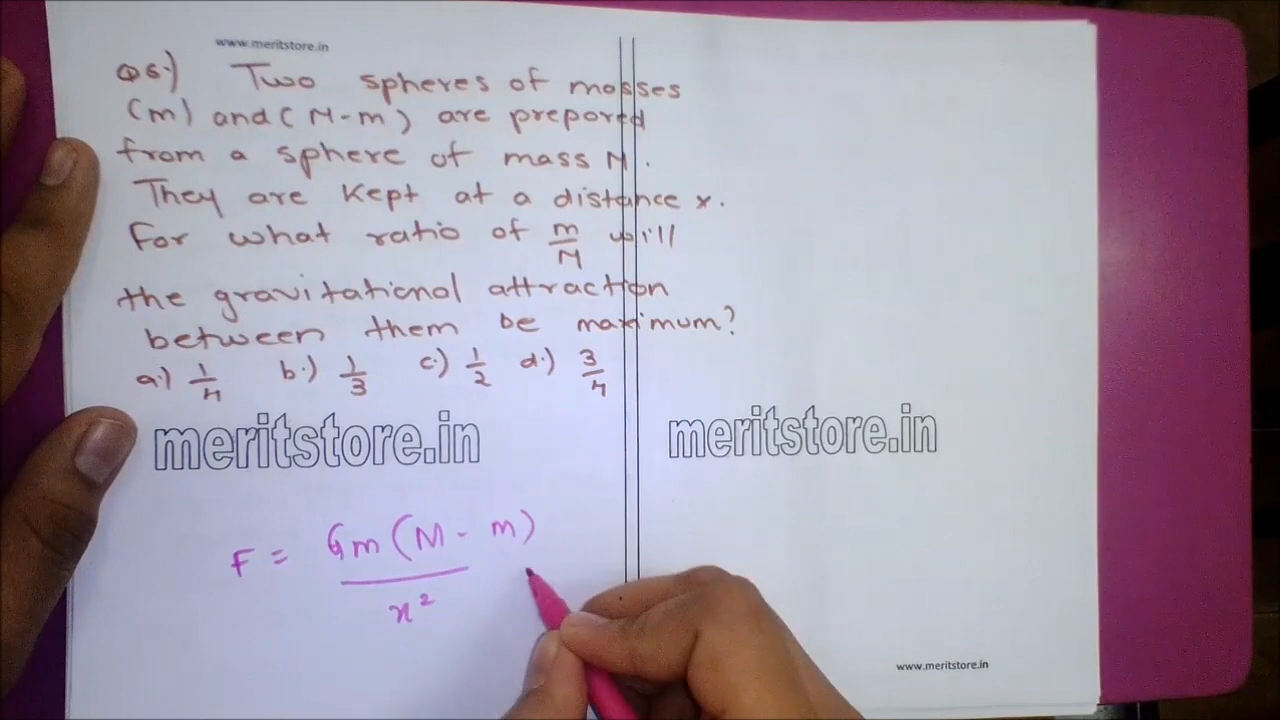 www.meritstore.in
Q6.) Two spheres of masses
(m) and (M-m) are prepared
from a sphere of mass M.
They are kept at a distance x.
For what ratio of m/M will
the gravitational attraction
between them be maximum?
a.) 1/4 b.) 1/3 c.) 1/2 d.) 3/4
meritstore.in meritstore.in
F = Gm(M-m)/x²
www.meritstore.in